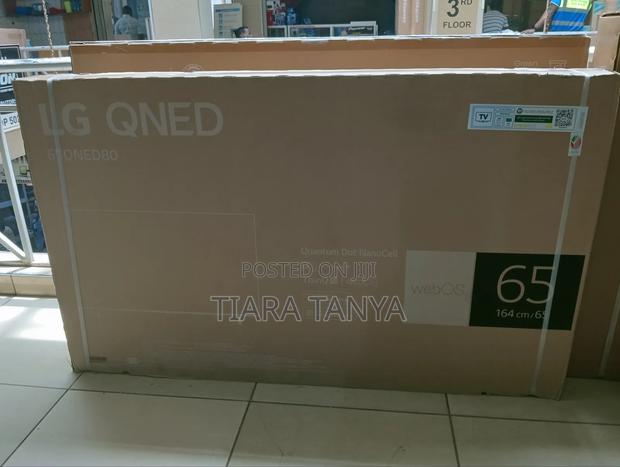 3RD
FLOOR
Green
LG QNED
65QNED80
TV
Quantum Dot NanoCell
webOS
65
164 cm/65
POSTED ON JIJI
TIARA TANYA